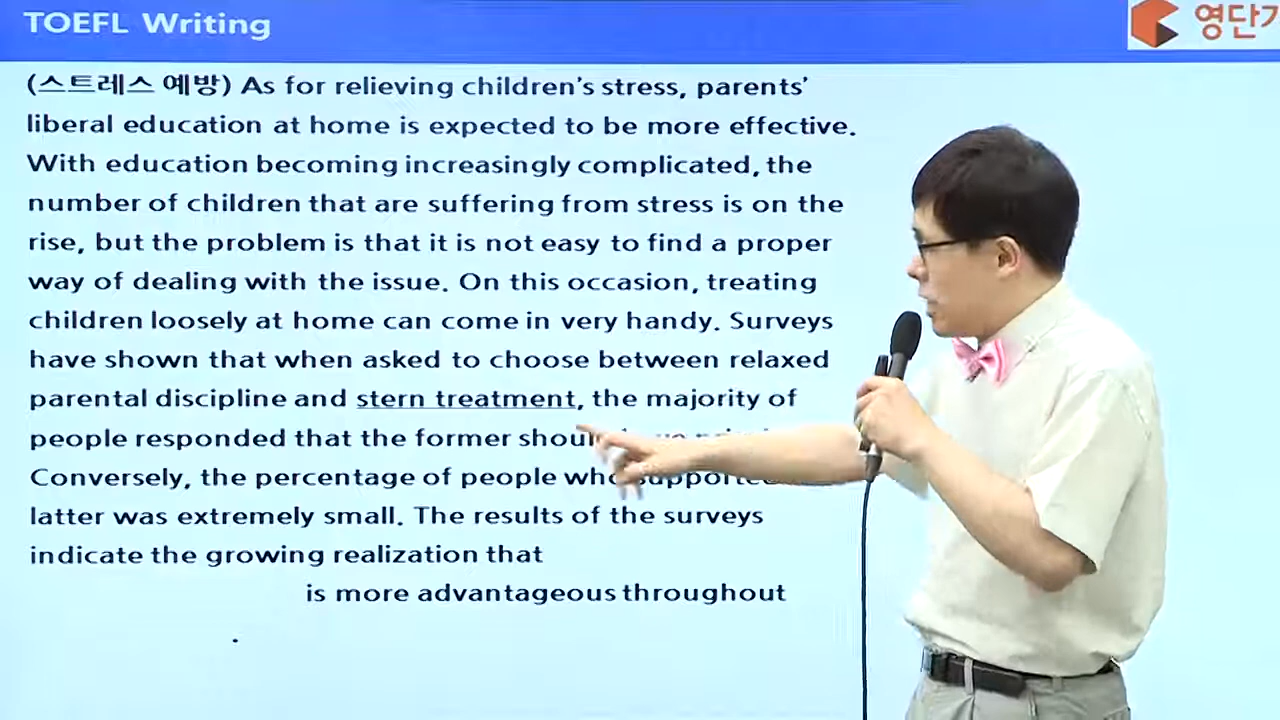 TOEFL Writing
영단기
(스트레스 예방) As for relieving children's stress, parents'
liberal education at home is expected to be more effective.
With education becoming increasingly complicated, the
number of children that are suffering from stress is on the
rise, but the problem is that it is not easy to find a proper
way of dealing with the issue. On this occasion, treating
children loosely at home can come in very handy. Surveys
have shown that when asked to choose between relaxed
parental discipline and stern treatment, the majority of
people responded that the former
Conversely, the percentage of people who
latter was extremely small. The results of the surveys
indicate the growing realization that
is more advantageous throughout
.